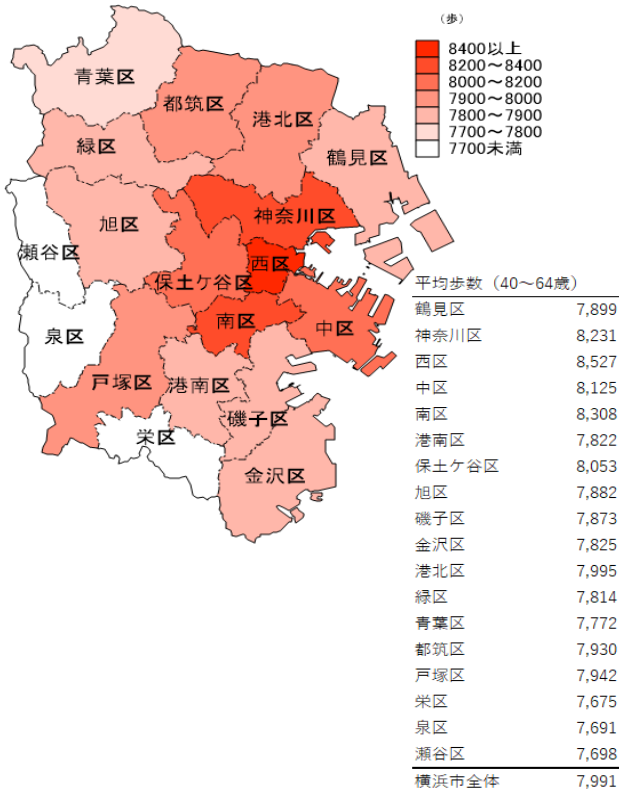 （歩）
8400以上
8200～8400
8000～8200
7900～8000
7800～7900
7700～7800
7700未満
青葉区
都筑区
港北区
緑区
鶴見区
神奈川区
旭区
瀬谷区
西区
保土ケ谷区
南区
中区
泉区
戸塚区
港南区
磯子区
栄区
金沢区
平均歩数（40～64歳）
鶴見区 7,899
神奈川区 8,231
西区 8,527
中区 8,125
南区 8,308
港南区 7,822
保土ケ谷区 8,053
旭区 7,882
磯子区 7,873
金沢区 7,825
港北区 7,995
緑区 7,814
青葉区 7,772
都筑区 7,930
戸塚区 7,942
栄区 7,675
泉区 7,691
瀬谷区 7,698
横浜市全体 7,991